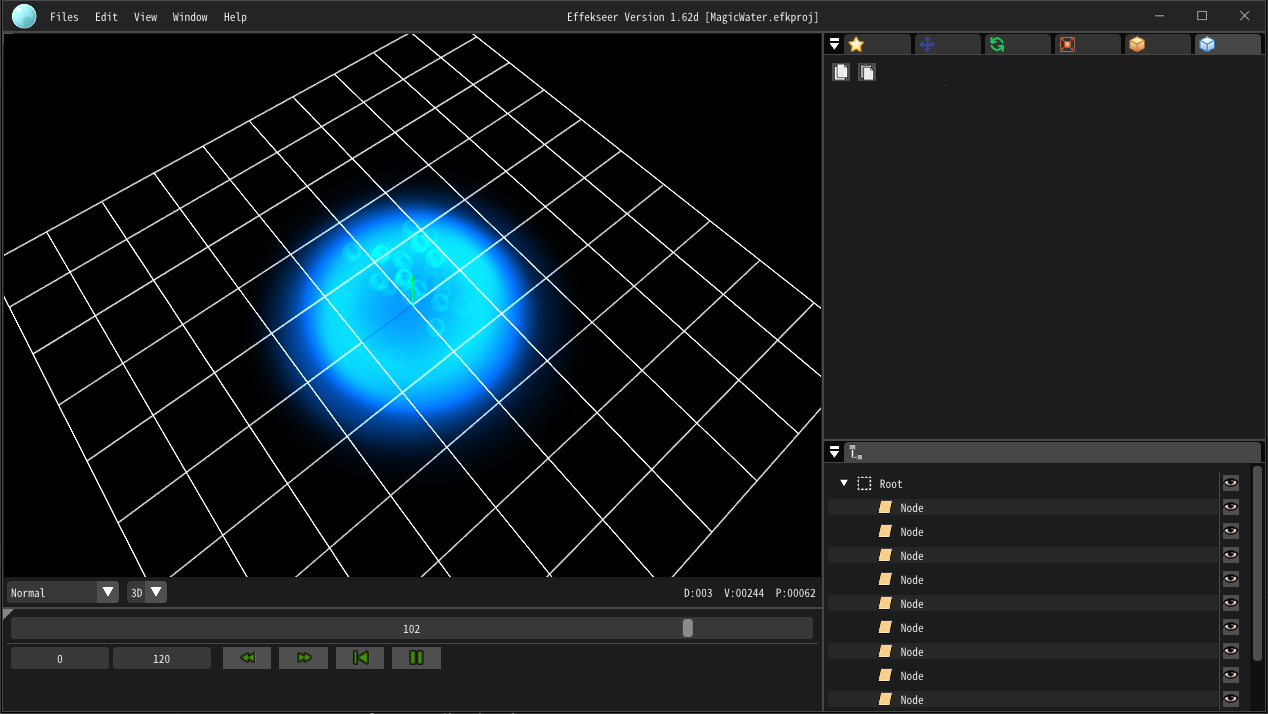 Files Edit View Window Help Effekseer Version 1.62d [MagicWater.efkproj]
Normal 3D D:003 V:00244 P:00062
102
0 120
Root
Node
Node
Node
Node
Node
Node
Node
Node
Node